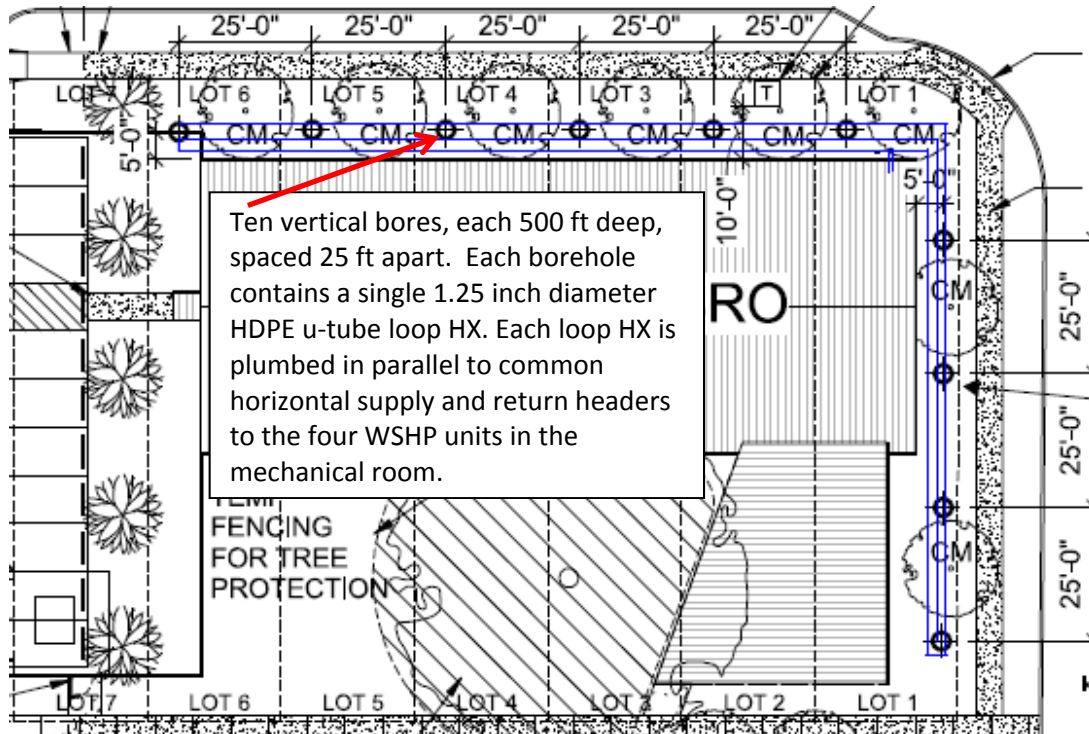 25'-0" 25'-0" 25'-0" 25'-0" 25'-0"
LOT 7 LOT 6 LOT 5 LOT 4 LOT 3 T LOT 1
CM CM CM CM CM CM
5'-0"
5'-0"
10'-0"
Ten vertical bores, each 500 ft deep,
spaced 25 ft apart. Each borehole
contains a single 1.25 inch diameter
HDPE u-tube loop HX. Each loop HX is
plumbed in parallel to common
horizontal supply and return headers
to the four WSHP units in the
mechanical room.
RO
CM
25'-0"
25'-0"
25'-0"
CM
FENCING
FOR TREE
PROTECTION
LOT 7 LOT 6 LOT 5 LOT 4 LOT 3 LOT 2 LOT 1